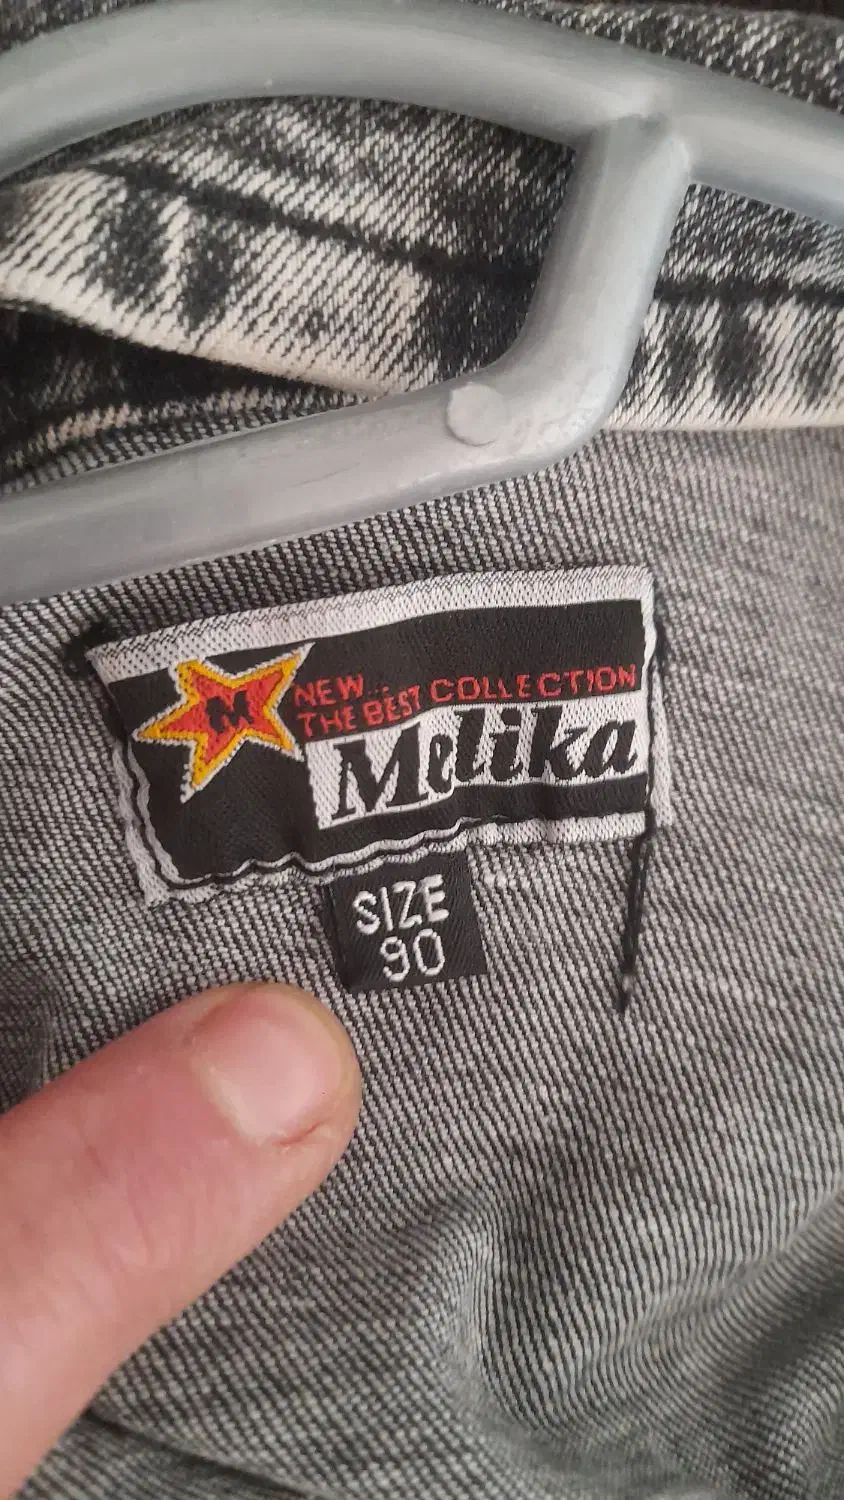 M
NEW... COLLECTION
THE BEST
Melika
SIZE
90